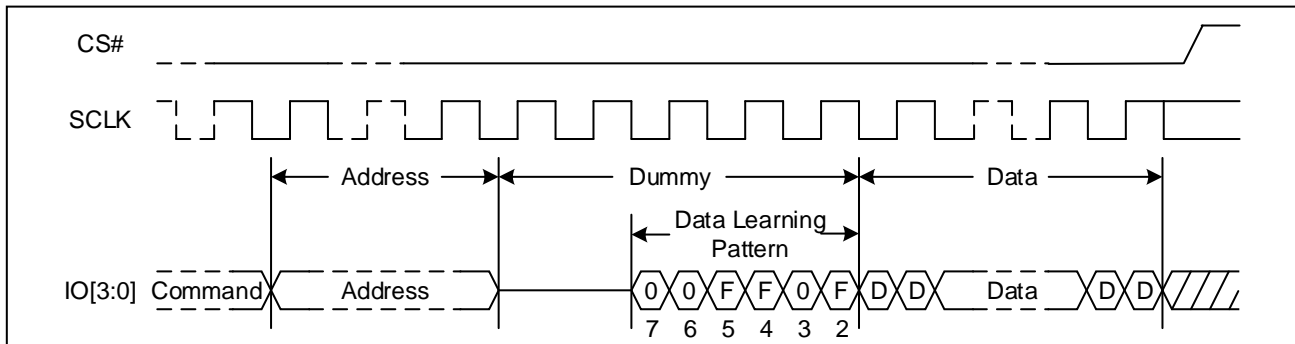 CS#
SCLK
Address Dummy Data
Data Learning
Pattern
IO[3:0] Command Address 0 0 F F 0 F D D Data D D
7 6 5 4 3 2